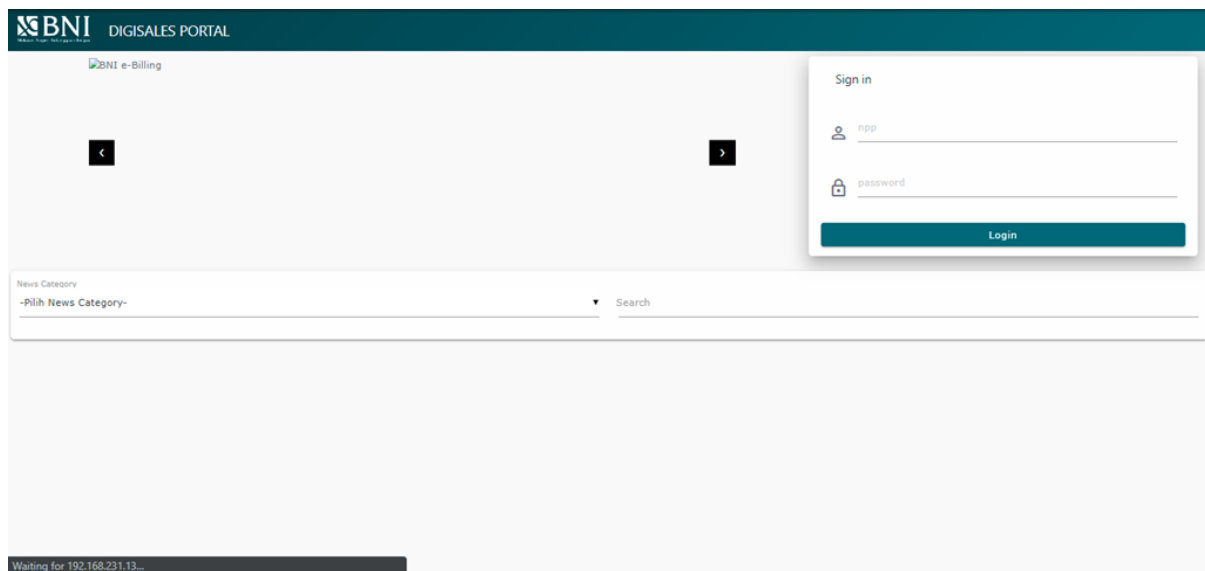 BNI DIGISALES PORTAL
BNI e-Billing
Sign in
npp
password
Login
News Category
-Pilih News Category-
Search
Waiting for 192.168.231.13...